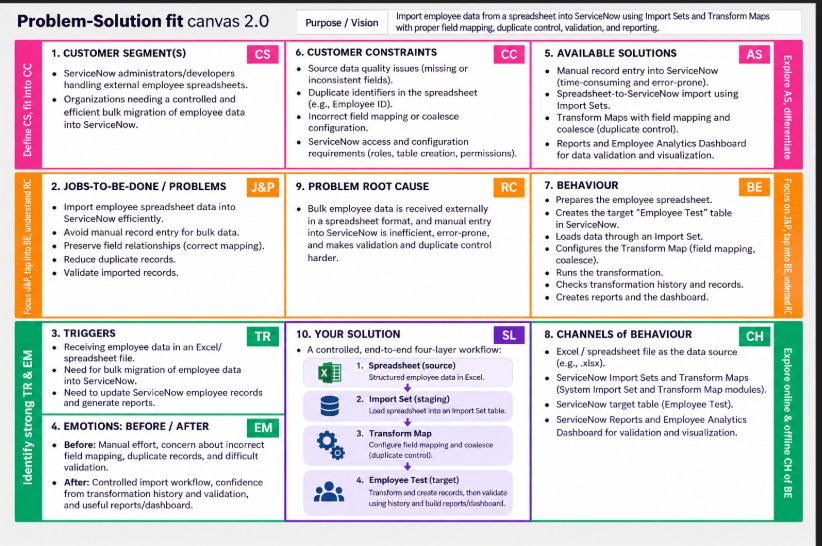 Problem-Solution fit canvas 2.0
Purpose / Vision
Import employee data from a spreadsheet into ServiceNow using Import Sets and Transform Maps
with proper field mapping, duplicate control, validation, and reporting.
Define CS, fit into CC
1. CUSTOMER SEGMENT(S)
CS
• ServiceNow administrators/developers
handling external employee spreadsheets.
• Organizations needing a controlled and
efficient bulk migration of employee data
into ServiceNow.
6. CUSTOMER CONSTRAINTS
CC
• Source data quality issues (missing or
inconsistent fields).
• Duplicate identifiers in the spreadsheet
(e.g., Employee ID).
• Incorrect field mapping or coalesce
configuration.
• ServiceNow access and configuration
requirements (roles, table creation, permissions).
5. AVAILABLE SOLUTIONS
AS
• Manual record entry into ServiceNow
(time-consuming and error-prone).
• Spreadsheet-to-ServiceNow import using
Import Sets.
• Transform Maps with field mapping and
coalesce (duplicate control).
• Reports and Employee Analytics Dashboard
for data validation and visualization.
Explore AS, differentiate
Focus J&P, tap into BE, understand RC
2. JOBS-TO-BE-DONE / PROBLEMS
J&P
• Import employee spreadsheet data into
ServiceNow efficiently.
• Avoid manual record entry for bulk data.
• Preserve field relationships (correct mapping).
• Reduce duplicate records.
• Validate imported records.
9. PROBLEM ROOT CAUSE
RC
• Bulk employee data is received externally
in a spreadsheet format, and manual entry
into ServiceNow is inefficient, error-prone,
and makes validation and duplicate control
harder.
7. BEHAVIOUR
BE
• Prepares the employee spreadsheet.
• Creates the target “Employee Test” table
in ServiceNow.
• Loads data through an Import Set.
• Configures the Transform Map (field mapping,
coalesce).
• Runs the transformation.
• Checks transformation history and records.
• Creates reports and the dashboard.
Focus on J&P, tap into BE, understand RC
Identify strong TR & EM
3. TRIGGERS
TR
• Receiving employee data in an Excel/
spreadsheet file.
• Need for bulk migration of employee data
into ServiceNow.
• Need to update ServiceNow employee records
and generate reports.
4. EMOTIONS: BEFORE / AFTER
EM
• Before: Manual effort, concern about incorrect
field mapping, duplicate records, and difficult
validation.
• After: Controlled import workflow, confidence
from transformation history and validation,
and useful reports/dashboard.
10. YOUR SOLUTION
SL
• A controlled, end-to-end four-layer workflow:
1. Spreadsheet (source)
Structured employee data in Excel.
2. Import Set (staging)
Load spreadsheet into an Import Set table.
3. Transform Map
Configure field mapping and coalesce
(duplicate control).
4. Employee Test (target)
Transform and create records, then validate
using history and build reports/dashboard.
8. CHANNELS of BEHAVIOUR
CH
• Excel / spreadsheet file as the data source
(e.g., .xlsx).
• ServiceNow Import Sets and Transform Maps
(System Import Set and Transform Map modules).
• ServiceNow target table (Employee Test).
• ServiceNow Reports and Employee Analytics
Dashboard for validation and visualization.
Explore online & offline CH of BE